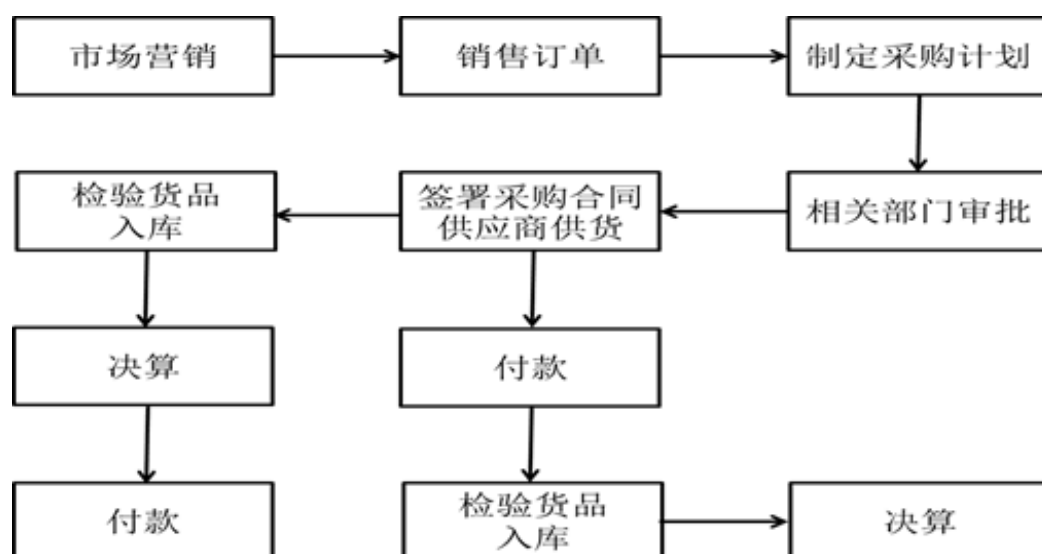 市场营销
销售订单
制定采购计划
检验货品
入库
签署采购合同
供应商供货
相关部门审批
决算
付款
付款
检验货品
入库
决算